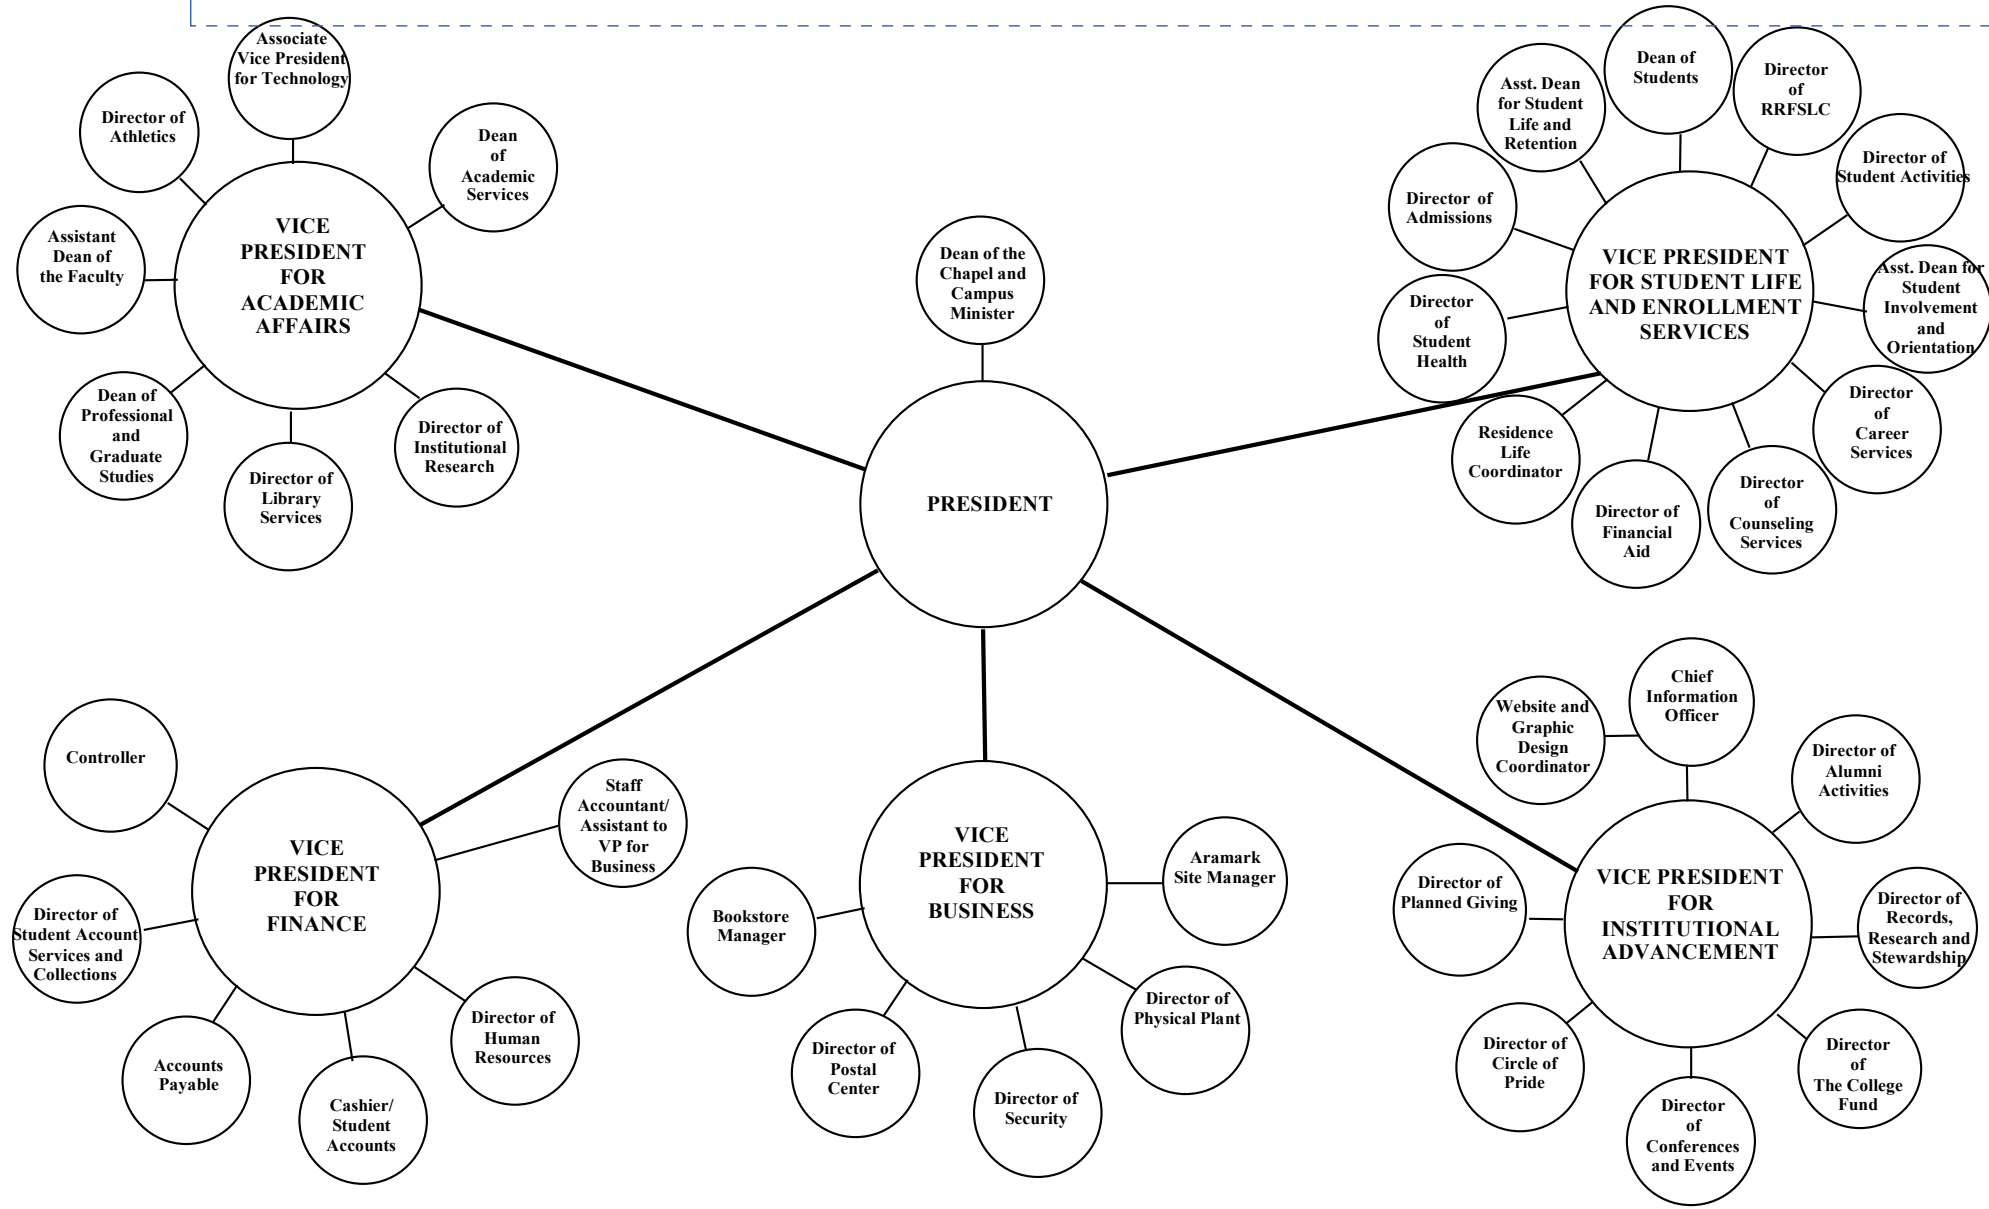 Associate
Vice President
for Technology
Director of
Athletics
Dean
of
Academic
Services
Assistant
Dean of
the Faculty
VICE
PRESIDENT
FOR
ACADEMIC
AFFAIRS
Dean of
Professional
and
Graduate
Studies
Director of
Library
Services
Director of
Institutional
Research
Dean of the
Chapel and
Campus
Minister
PRESIDENT
Dean of
Students
Asst. Dean
for Student
Life and
Retention
Director
of
RRFSLC
Director of
Student Activities
Director of
Admissions
VICE PRESIDENT
FOR STUDENT LIFE
AND ENROLLMENT
SERVICES
Asst. Dean for
Student
Involvement
and
Orientation
Director
of
Student
Health
Director
of
Career
Services
Residence
Life
Coordinator
Director of
Financial
Aid
Director
of
Counseling
Services
Controller
Staff
Accountant/
Assistant to
VP for
Business
VICE
PRESIDENT
FOR
FINANCE
Director of
Student Account
Services and
Collections
Accounts
Payable
Cashier/
Student
Accounts
Director of
Human
Resources
VICE
PRESIDENT
FOR
BUSINESS
Aramark
Site Manager
Bookstore
Manager
Director of
Postal
Center
Director of
Security
Director of
Physical Plant
Chief
Information
Officer
Website and
Graphic
Design
Coordinator
Director of
Alumni
Activities
Director of
Planned Giving
VICE PRESIDENT
FOR
INSTITUTIONAL
ADVANCEMENT
Director of
Records,
Research and
Stewardship
Director of
Circle of
Pride
Director
of
Conferences
and Events
Director
of
The College
Fund